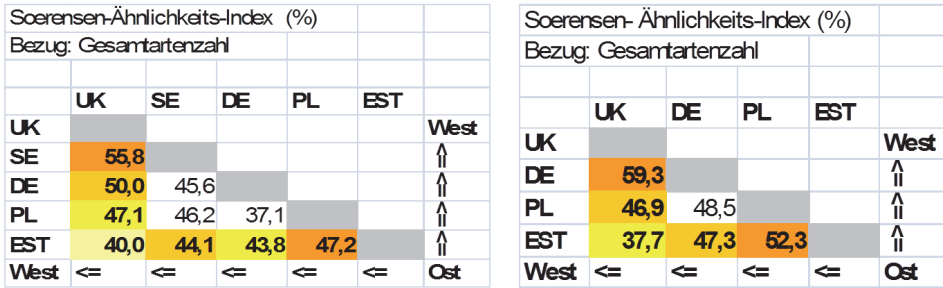 Soerensen-Ähnlichkeits-Index (%)
Bezug: Gesamtartenzahl
UK SE DE PL EST
UK West
SE 55,8 ⇑
DE 50,0 45,6 ⇑
PL 47,1 46,2 37,1 ⇑
EST 40,0 44,1 43,8 47,2 ⇑
West <= <= <= <= Ost
Soerensen- Ähnlichkeits-Index (%)
Bezug: Gesamtartenzahl
UK DE PL EST
UK West
DE 59,3 ⇑
PL 46,9 48,5 ⇑
EST 37,7 47,3 52,3 ⇑
West <= <= <= <= Ost